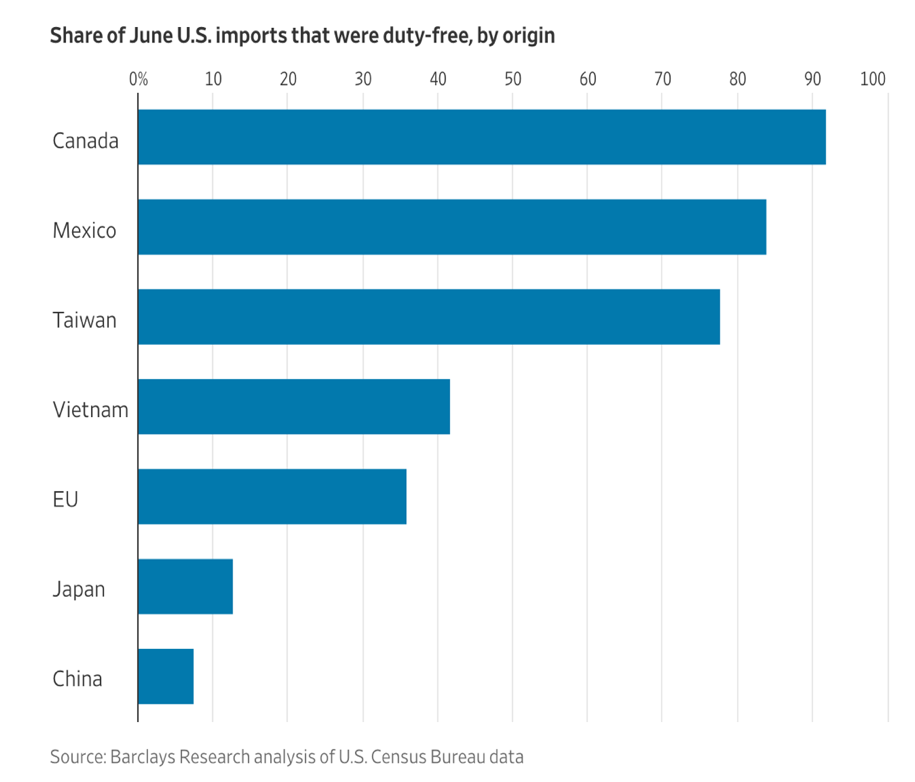 Share of June U.S. imports that were duty-free, by origin
0% 10 20 30 40 50 60 70 80 90 100
Canada
Mexico
Taiwan
Vietnam
EU
Japan
China
Source: Barclays Research analysis of U.S. Census Bureau data